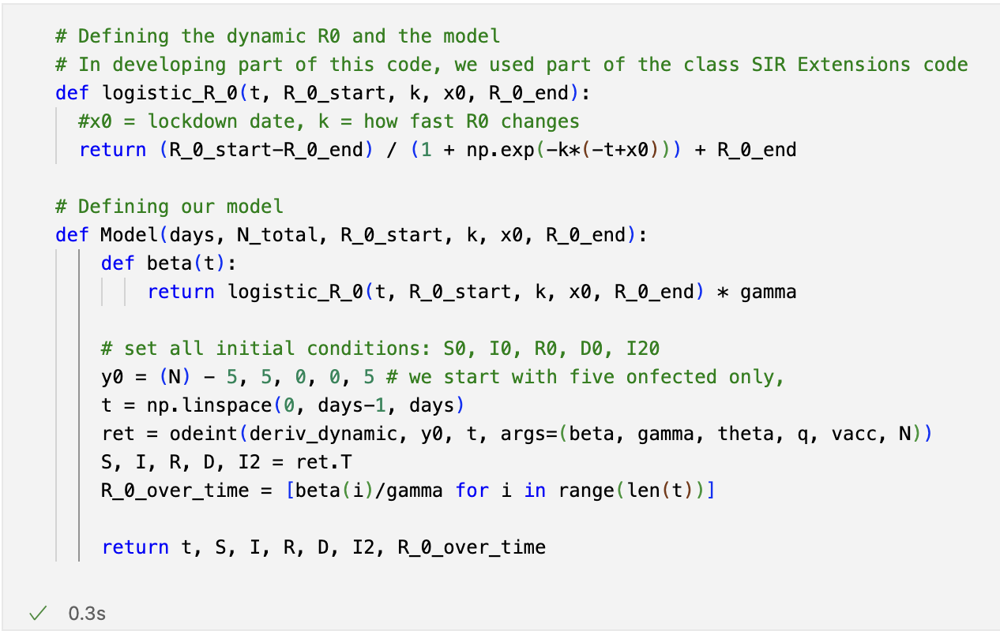 # Defining the dynamic R0 and the model
# In developing part of this code, we used part of the class SIR Extensions code
def logistic_R_0(t, R_0_start, k, x0, R_0_end):
#x0 = lockdown date, k = how fast R0 changes
return (R_0_start-R_0_end) / (1 + np.exp(-k*(-t+x0))) + R_0_end
# Defining our model
def Model(days, N_total, R_0_start, k, x0, R_0_end):
def beta(t):
return logistic_R_0(t, R_0_start, k, x0, R_0_end) * gamma
# set all initial conditions: S0, I0, R0, D0, I20
y0 = (N) - 5, 5, 0, 0, 5 # we start with five onfected only,
t = np.linspace(0, days-1, days)
ret = odeint(deriv_dynamic, y0, t, args=(beta, gamma, theta, q, vacc, N))
S, I, R, D, I2 = ret.T
R_0_over_time = [beta(i)/gamma for i in range(len(t))]
return t, S, I, R, D, I2, R_0_over_time
0.3s